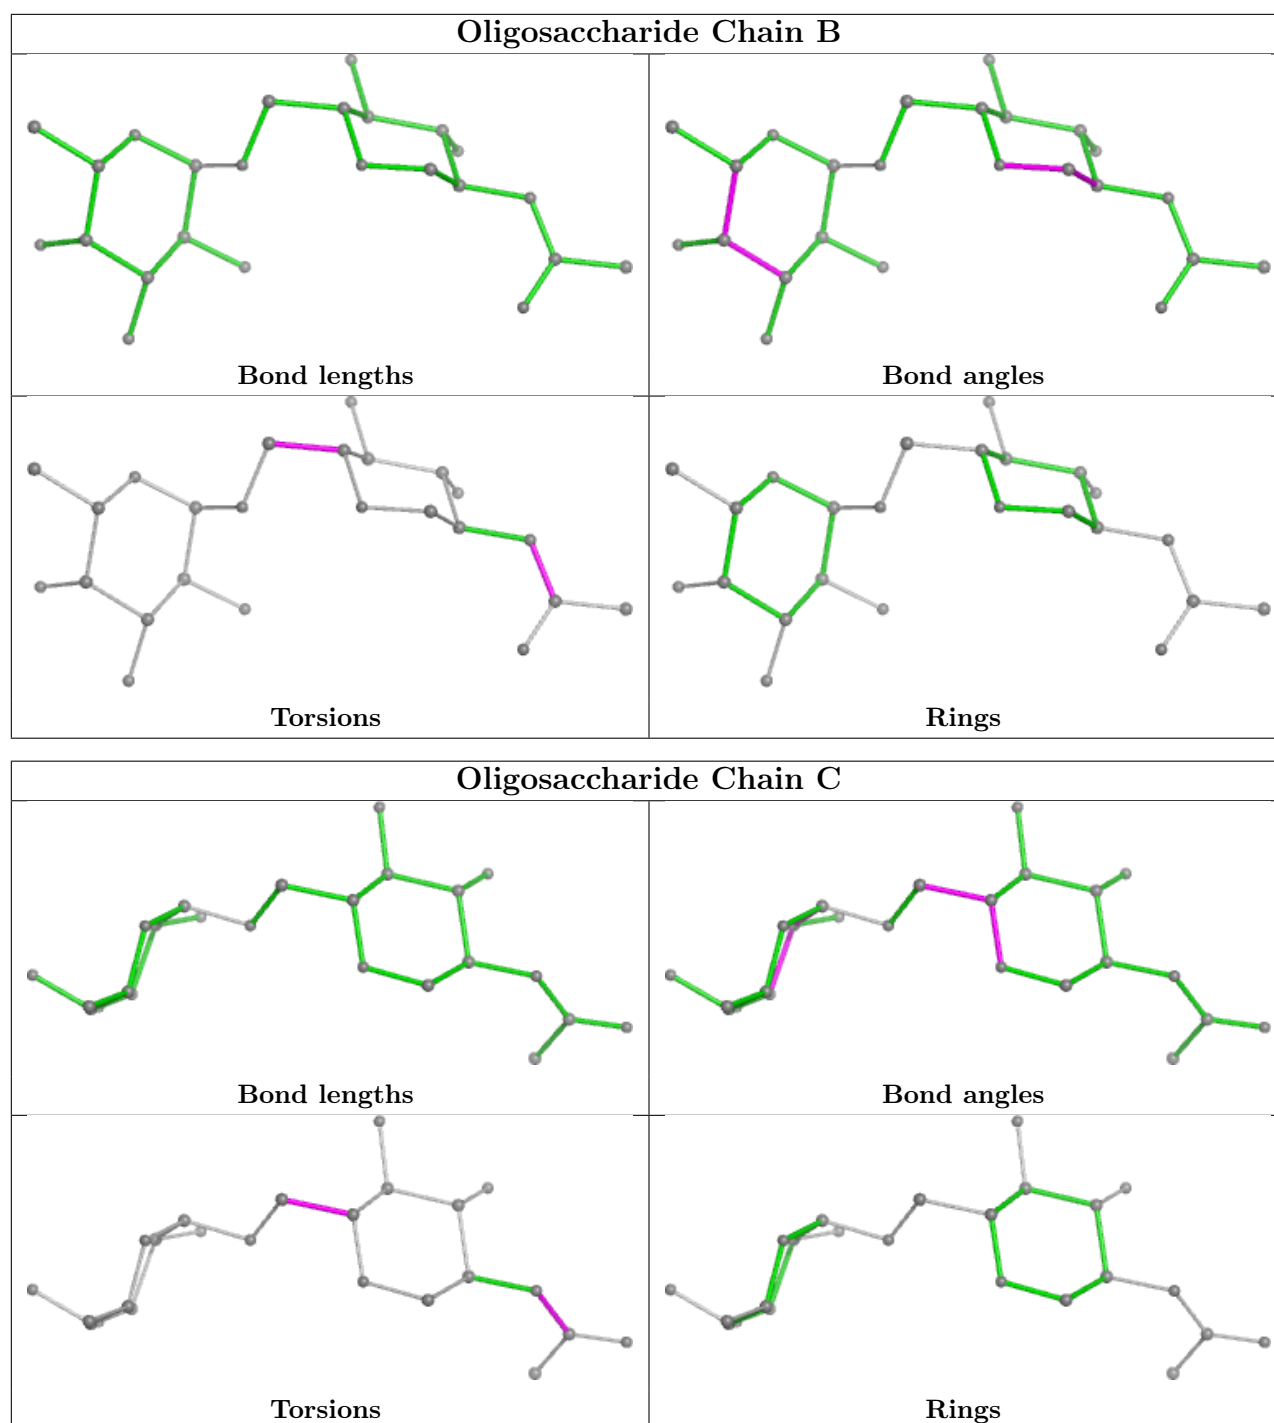 Oligosaccharide Chain B
Bond lengths
Bond angles
Torsions
Rings
Oligosaccharide Chain C
Bond lengths
Bond angles
Torsions
Rings